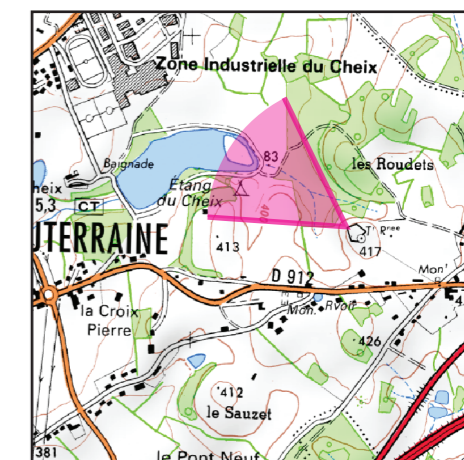 Zone Industrielle du Cheix
83
Baignade
les Roudets
heix
Étang
du Cheix
5,3
CT
UTERRAINE
413
417
D 912
Mon.
la Croix
Pierre
426
412
le Sauzet
le Pont Neuf
381